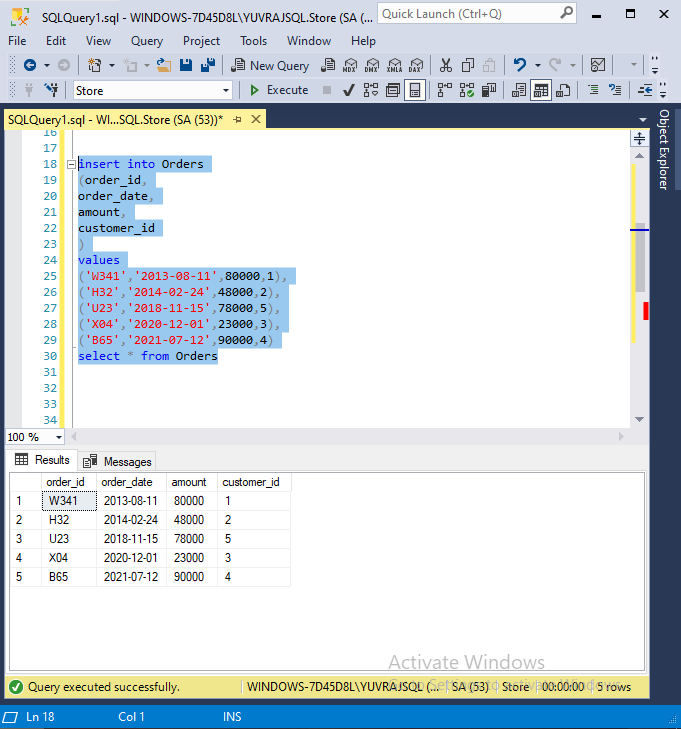 SQLQuery1.sql - WINDOWS-7D45D8L\YUVRAJSQL.Store (SA (...
Quick Launch (Ctrl+Q)
File Edit View Query Project Tools Window Help
New Query MDX DMX XMLA DAX
Store Execute
SQLQuery1.sql - WI...SQL.Store (SA (53))*
Object Explorer
16
17
18 insert into Orders
19 (order_id,
20 order_date,
21 amount,
22 customer_id
23 )
24 values
25 ('W341','2013-08-11',80000,1),
26 ('H32','2014-02-24',48000,2),
27 ('U23','2018-11-15',78000,5),
28 ('X04','2020-12-01',23000,3),
29 ('B65','2021-07-12',90000,4)
30 select * from Orders
31
32
33
34
100 %
Results Messages
order_id order_date amount customer_id
1 W341 2013-08-11 80000 1
2 H32 2014-02-24 48000 2
3 U23 2018-11-15 78000 5
4 X04 2020-12-01 23000 3
5 B65 2021-07-12 90000 4
Activate Windows
Go to Settings to activate Windows.
Query executed successfully. WINDOWS-7D45D8L\YUVRAJSQL (... SA (53) Store 00:00:00 5 rows
Ln 18 Col 1 INS